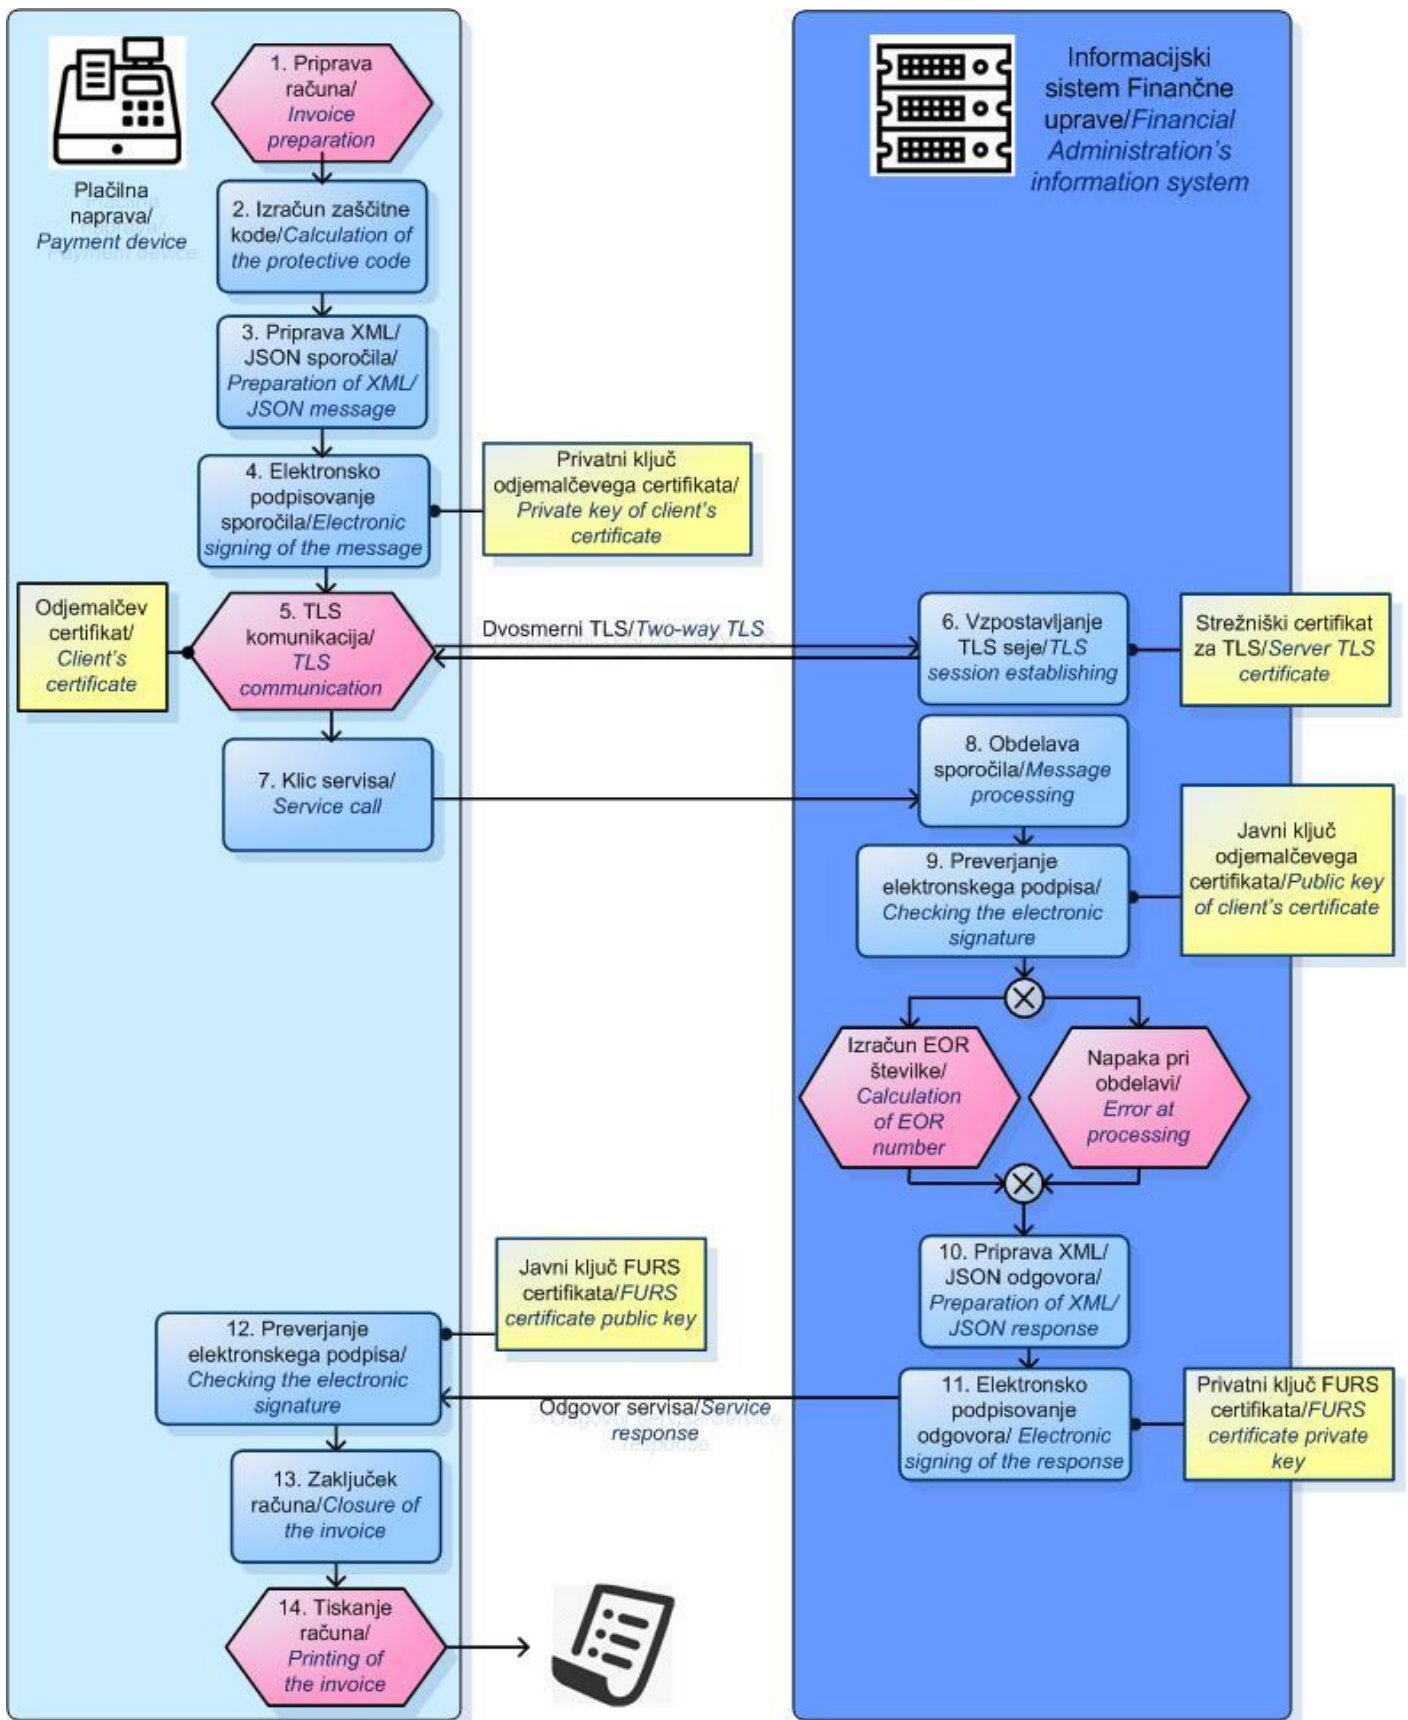 Plačilna
naprava/
Payment device
1. Priprava
računa/
Invoice
preparation
2. Izračun zaščitne
kode/Calculation of
the protective code
3. Priprava XML/
JSON sporočila/
Preparation of XML/
JSON message
4. Elektronsko
podpisovanje
sporočila/Electronic
signing of the message
Privatni ključ
odjemalčevega certifikata/
Private key of client's
certificate
Odjemalčev
certifikat/
Client's
certificate
5. TLS
komunikacija/
TLS
communication
Dvosmerni TLS/Two-way TLS
7. Klic servisa/
Service call
Informacijski
sistem Finančne
uprave/Financial
Administration's
information system
6. Vzpostavljanje
TLS seje/TLS
session establishing
Strežniški certifikat
za TLS/Server TLS
certificate
8. Obdelava
sporočila/Message
processing
9. Preverjanje
elektronskega podpisa/
Checking the electronic
signature
Javni ključ
odjemalčevega
certifikata/Public key
of client's certificate
Izračun EOR
številke/
Calculation
of EOR
number
Napaka pri
obdelavi/
Error at
processing
10. Priprava XML/
JSON odgovora/
Preparation of XML/
JSON response
11. Elektronsko
podpisovanje
odgovora/ Electronic
signing of the response
Privatni ključ FURS
certifikata/FURS
certificate private
key
Odgovor servisa/Service
response
Javni ključ FURS
certifikata/FURS
certificate public key
12. Preverjanje
elektronskega podpisa/
Checking the electronic
signature
13. Zaključek
računa/Closure of
the invoice
14. Tiskanje
računa/
Printing of
the invoice